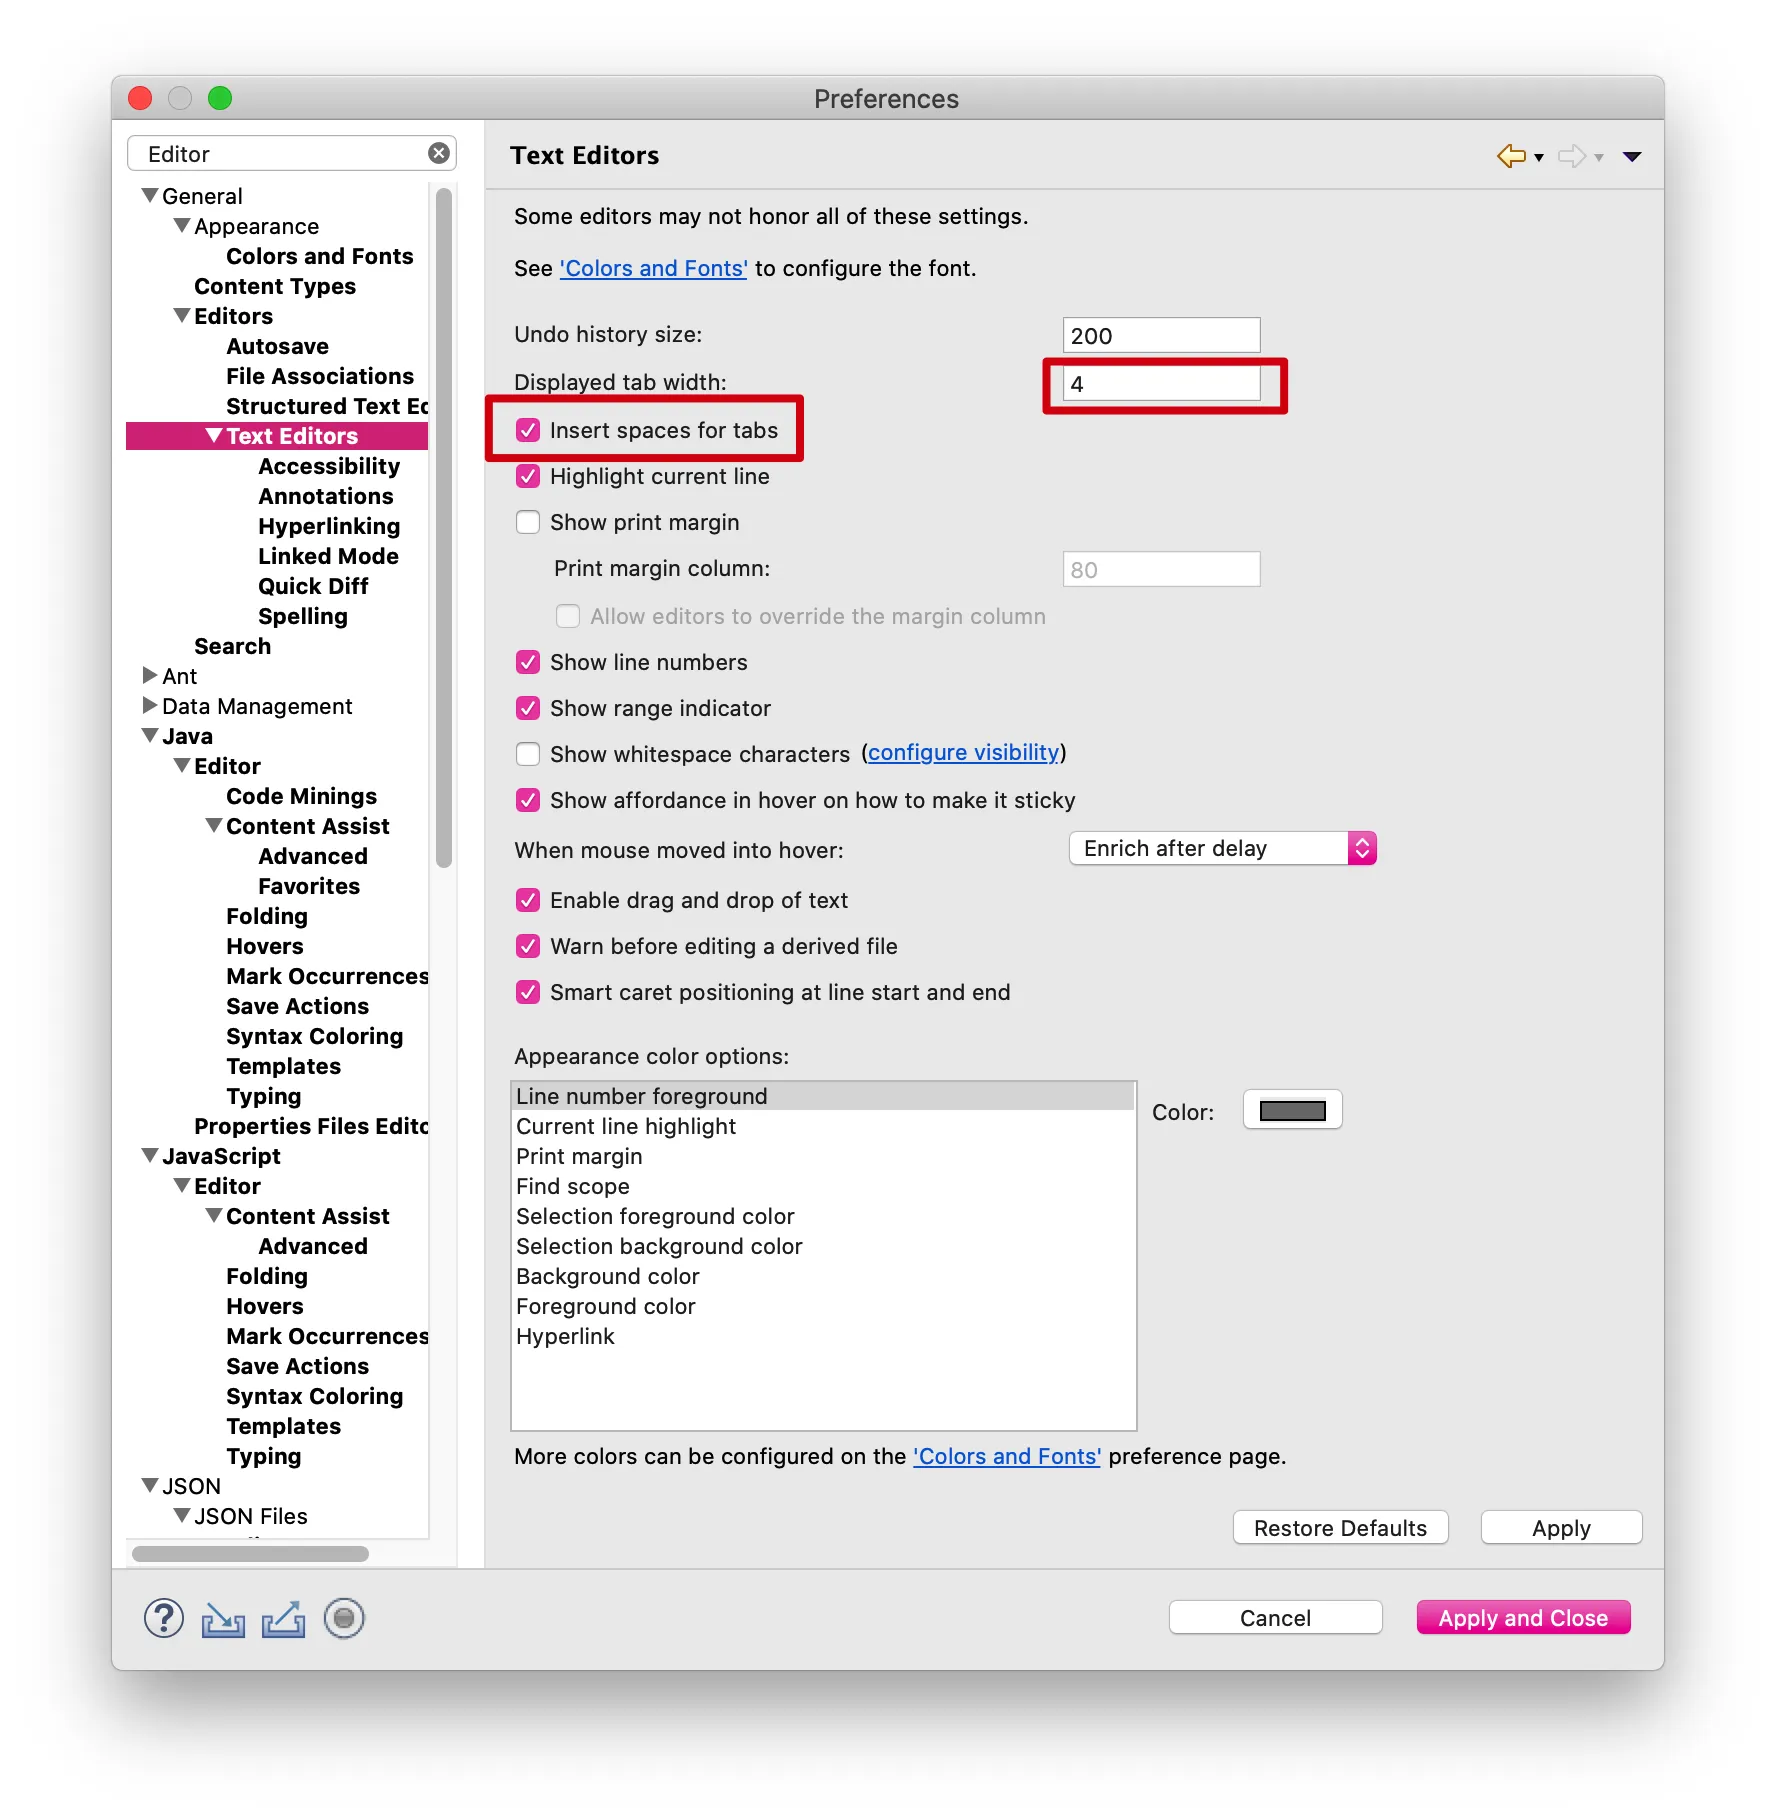 Preferences
Editor
General
Appearance
Colors and Fonts
Content Types
Editors
Autosave
File Associations
Structured Text Ed
Text Editors
Accessibility
Annotations
Hyperlinking
Linked Mode
Quick Diff
Spelling
Search
Ant
Data Management
Java
Editor
Code Minings
Content Assist
Advanced
Favorites
Folding
Hovers
Mark Occurrences
Save Actions
Syntax Coloring
Templates
Typing
Properties Files Edito
JavaScript
Editor
Content Assist
Advanced
Folding
Hovers
Mark Occurrences
Save Actions
Syntax Coloring
Templates
Typing
JSON
JSON Files
Text Editors
Some editors may not honor all of these settings.
See 'Colors and Fonts' to configure the font.
Undo history size: 200
Displayed tab width: 4
Insert spaces for tabs
Highlight current line
Show print margin
Print margin column: 80
Allow editors to override the margin column
Show line numbers
Show range indicator
Show whitespace characters (configure visibility)
Show affordance in hover on how to make it sticky
When mouse moved into hover: Enrich after delay
Enable drag and drop of text
Warn before editing a derived file
Smart caret positioning at line start and end
Appearance color options:
Line number foreground
Current line highlight
Print margin
Find scope
Selection foreground color
Selection background color
Background color
Foreground color
Hyperlink
Color:
More colors can be configured on the 'Colors and Fonts' preference page.
Restore Defaults
Apply
?
Cancel
Apply and Close